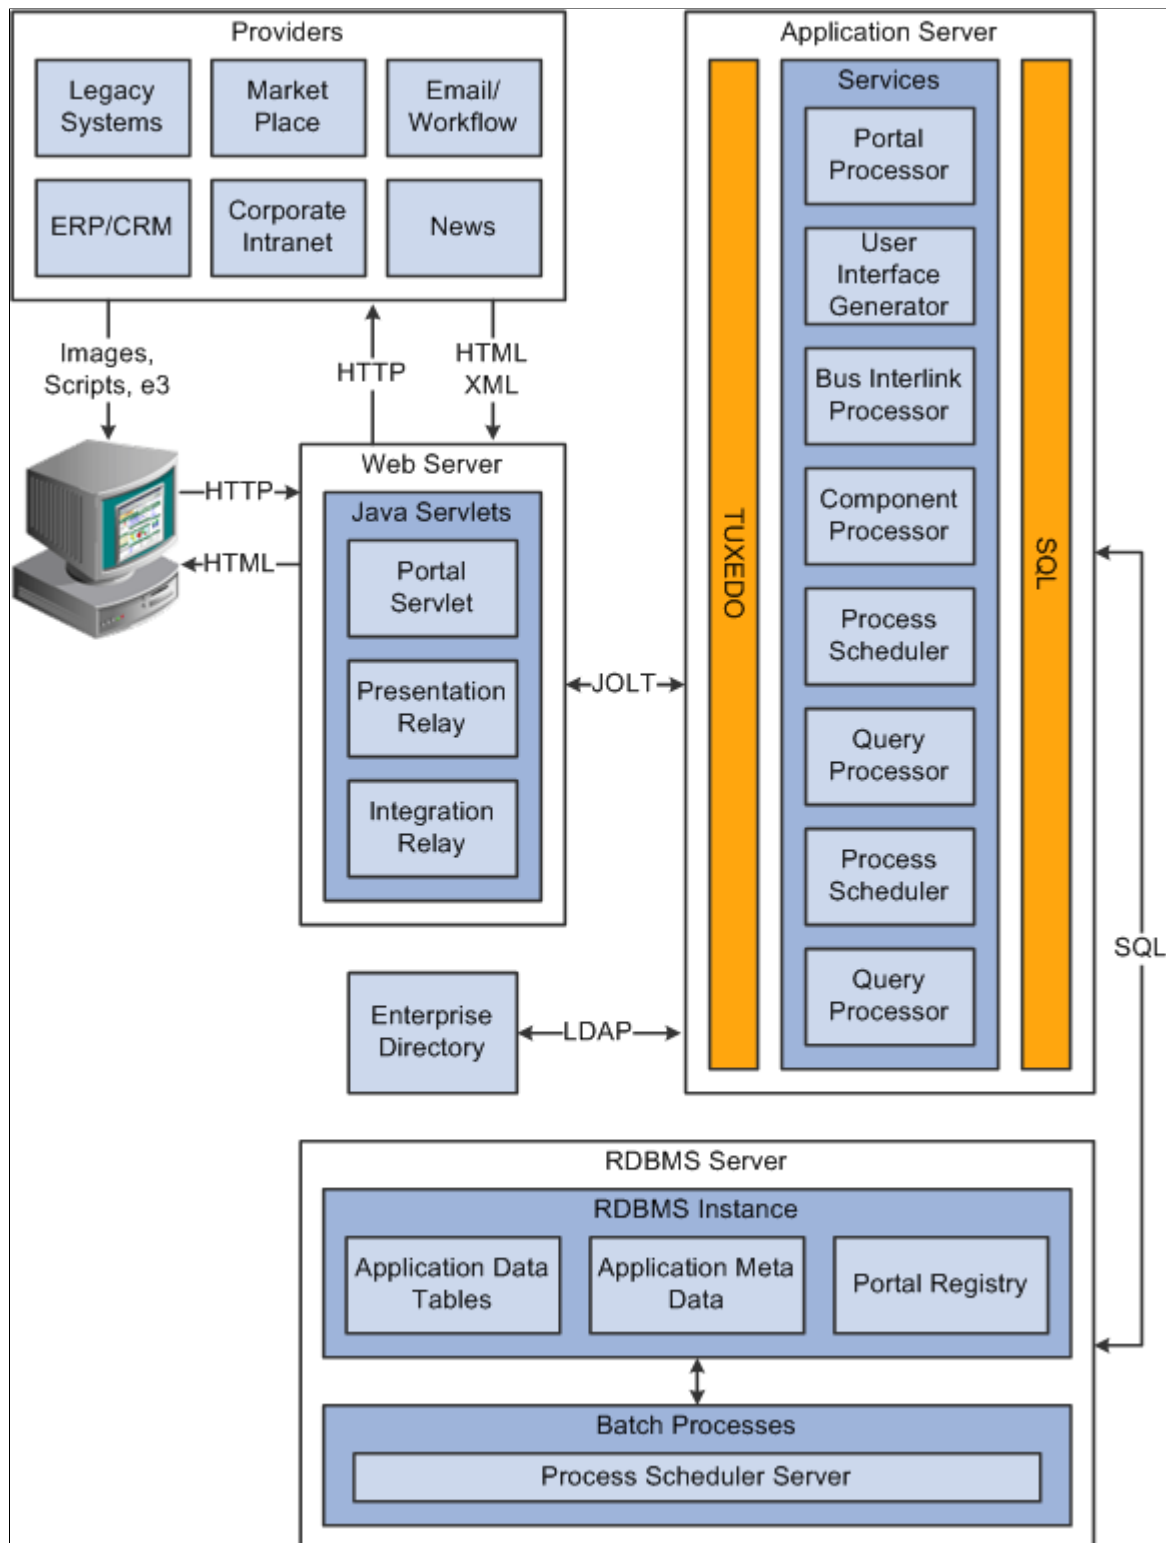 Providers
Legacy
Systems
Market
Place
Email/
Workflow
ERP/CRM
Corporate
Intranet
News
Images,
Scripts, e3
HTTP
HTML
XML
HTTP
HTML
Web Server
Java Servlets
Portal
Servlet
Presentation
Relay
Integration
Relay
JOLT
Enterprise
Directory
LDAP
Application Server
TUXEDO
Services
Portal
Processor
User
Interface
Generator
Bus Interlink
Processor
Component
Processor
Process
Scheduler
Query
Processor
Process
Scheduler
Query
Processor
SQL
SQL
RDBMS Server
RDBMS Instance
Application Data
Tables
Application Meta
Data
Portal Registry
Batch Processes
Process Scheduler Server